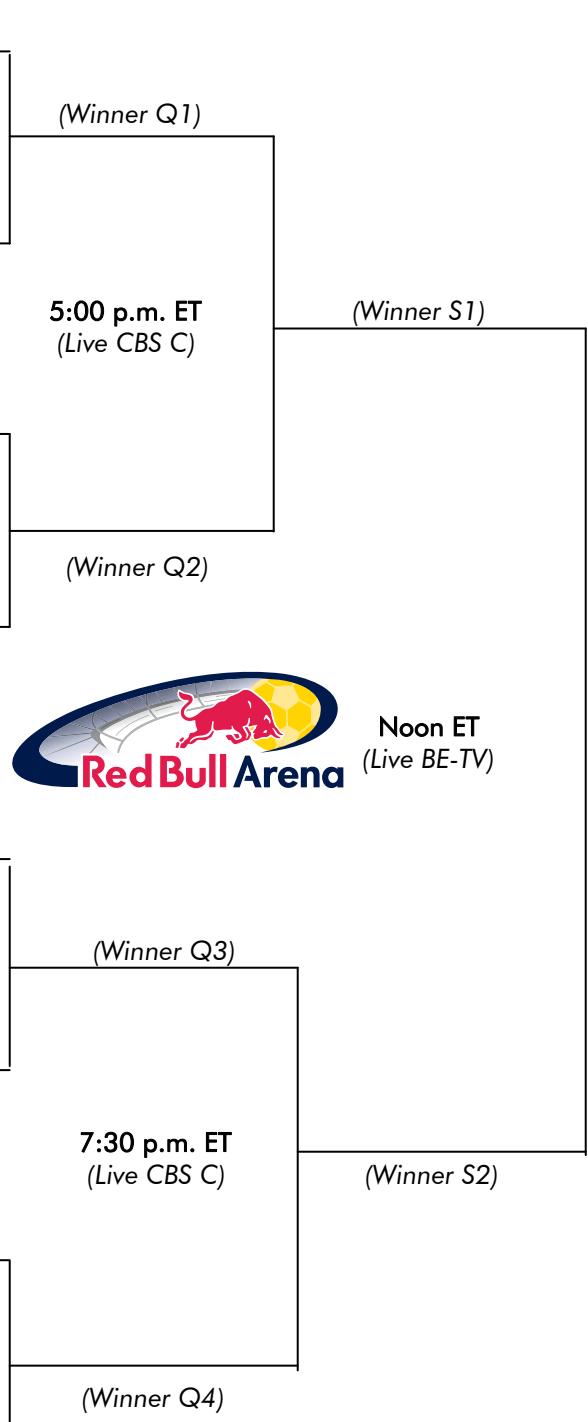 (Winner Q1)
5:00 p.m. ET
(Live CBS C)
(Winner S1)
(Winner Q2)
Red Bull Arena
Noon ET
(Live BE-TV)
(Winner Q3)
7:30 p.m. ET
(Live CBS C)
(Winner S2)
(Winner Q4)